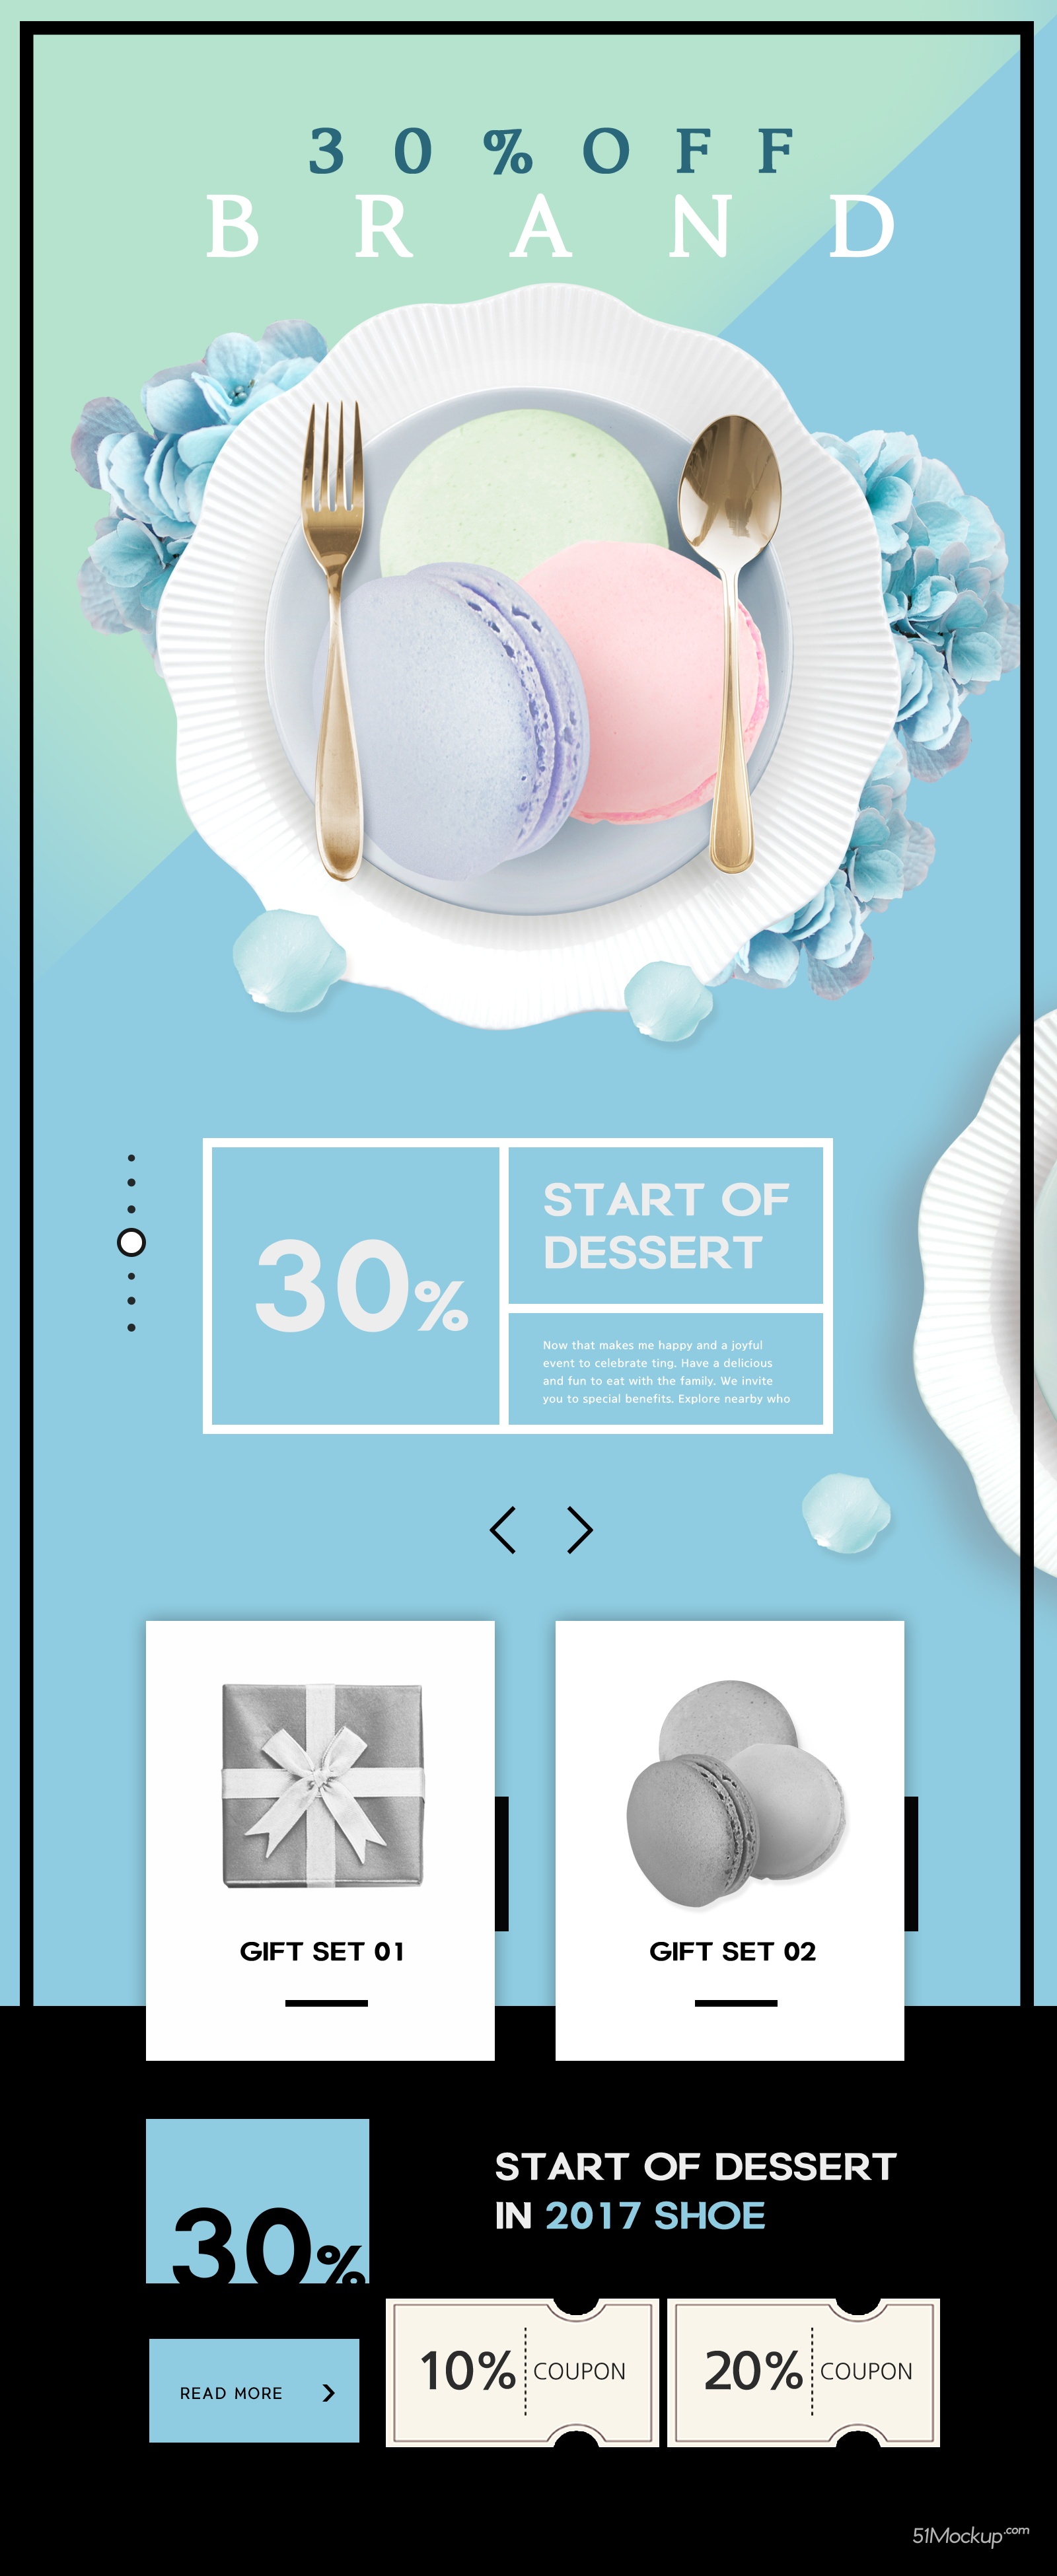 30%OFF
BRAND
30%
START OF
DESSERT
Now that makes me happy and a joyful
event to celebrate ting. Have a delicious
and fun to eat with the family. We invite
you to special benefits. Explore nearby who
GIFT SET 01
GIFT SET 02
30%
START OF DESSERT
IN 2017 SHOE
10% COUPON
20% COUPON
READ MORE
51Mockup.com